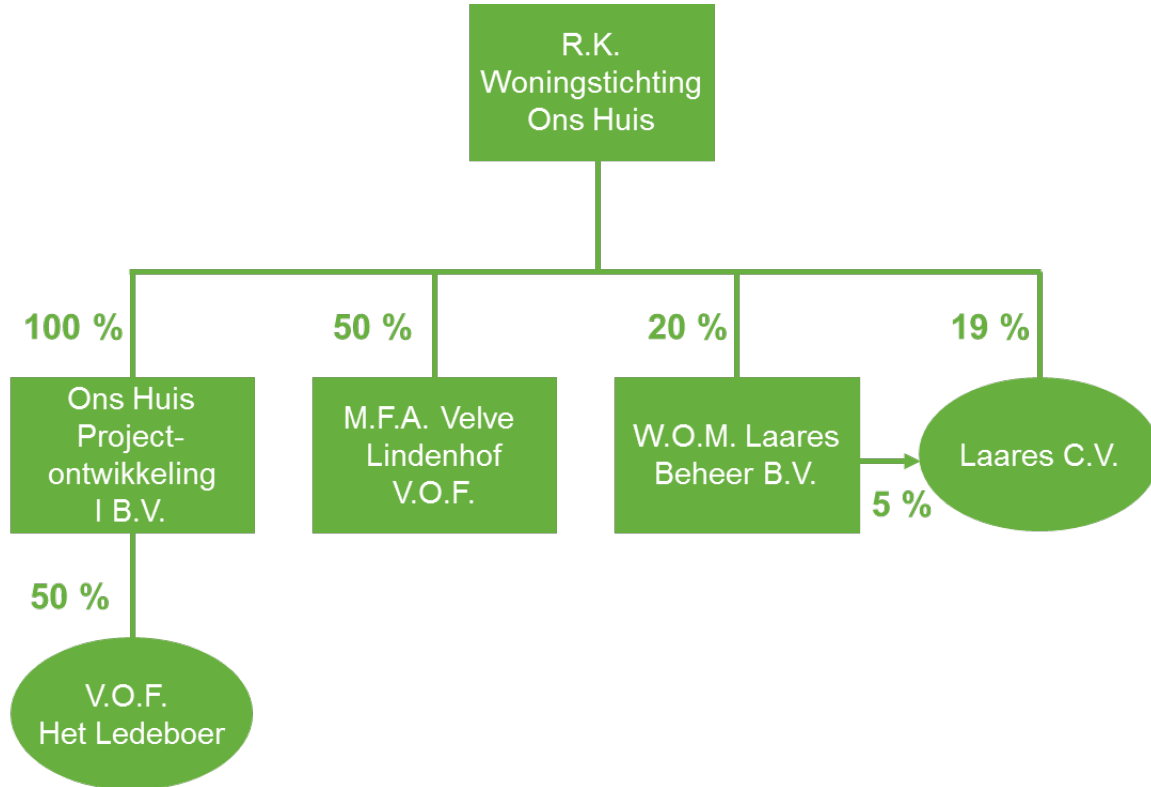 R.K.
Woningstichting
Ons Huis
100 %
50 %
20 %
19 %
Ons Huis
Project-
ontwikkeling
I B.V.
M.F.A. Velve
Lindenhof
V.O.F.
W.O.M. Laares
Beheer B.V.
5 %
Laares C.V.
50 %
V.O.F.
Het Ledeboer